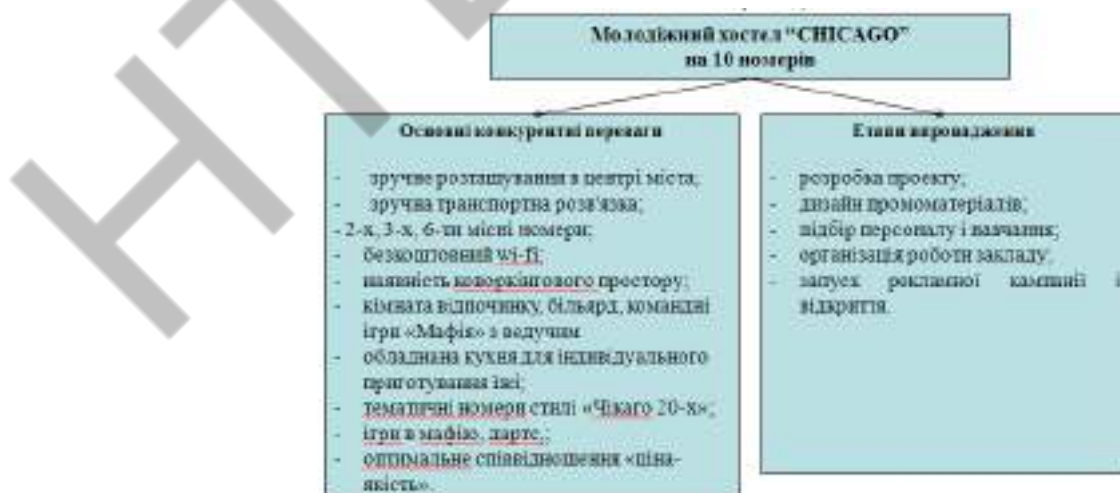 Молодіжний хостел “CHICAGO”
на 10 номерів
Основні конкурентні переваги
- зручне розташування в центрі міста;
- зручна транспортна розв'язка;
- 2-х, 3-х, 6-ти місні номери;
- безкоштовний wi-fi;
- наявність коворкінгового простору;
- кімната відпочинку, більярд, командні
ігри «Мафія» з ведучим
- обладнана кухня для індивідуального
приготування їжі;
- тематичні номери стилі «Чікаго 20-х»;
- ігри в мафію, дартс,;
- оптимальне співвідношення «ціна-
якість».
Етапи впровадження
- розробка проекту;
- дизайн промоматеріалів;
- відбір персоналу і навчання;
- організація роботи закладу;
- запуск рекламної кампанії і
відкриття.